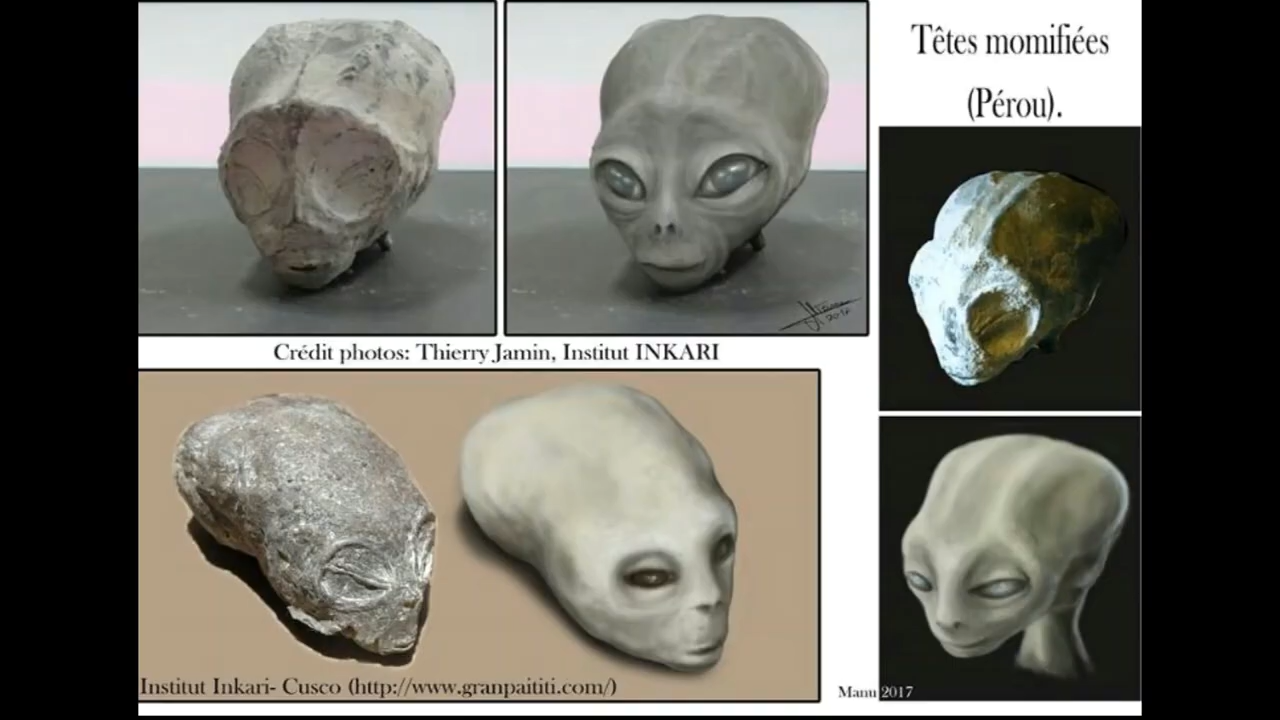 Têtes momifiées
(Pérou).
Crédit photos: Thierry Jamin, Institut INKARI
Institut Inkari- Cusco (http://www.granpaititi.com/)
Manu 2017